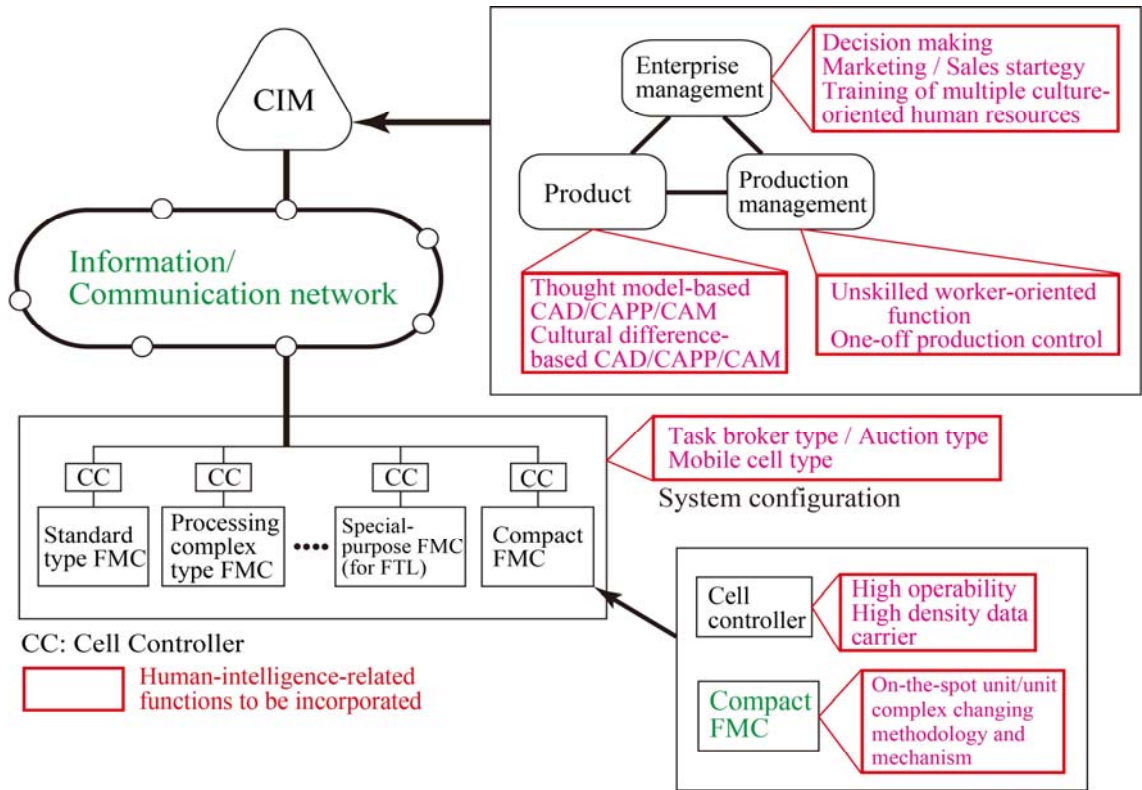 CIM
Enterprise
management
Decision making
Marketing / Sales startegy
Training of multiple culture-
oriented human resources
Product
Production
management
Thought model-based
CAD/CAPP/CAM
Cultural difference-
based CAD/CAPP/CAM
Unskilled worker-oriented
function
One-off production control
Information/
Communication network
Task broker type / Auction type
Mobile cell type
System configuration
CC
CC
CC
CC
Standard
type FMC
Processing
complex
type FMC
Special-
purpose FMC
(for FTL)
Compact
FMC
CC: Cell Controller
Human-intelligence-related
functions to be incorporated
Cell
controller
High operability
High density data
carrier
Compact
FMC
On-the-spot unit/unit
complex changing
methodology and
mechanism